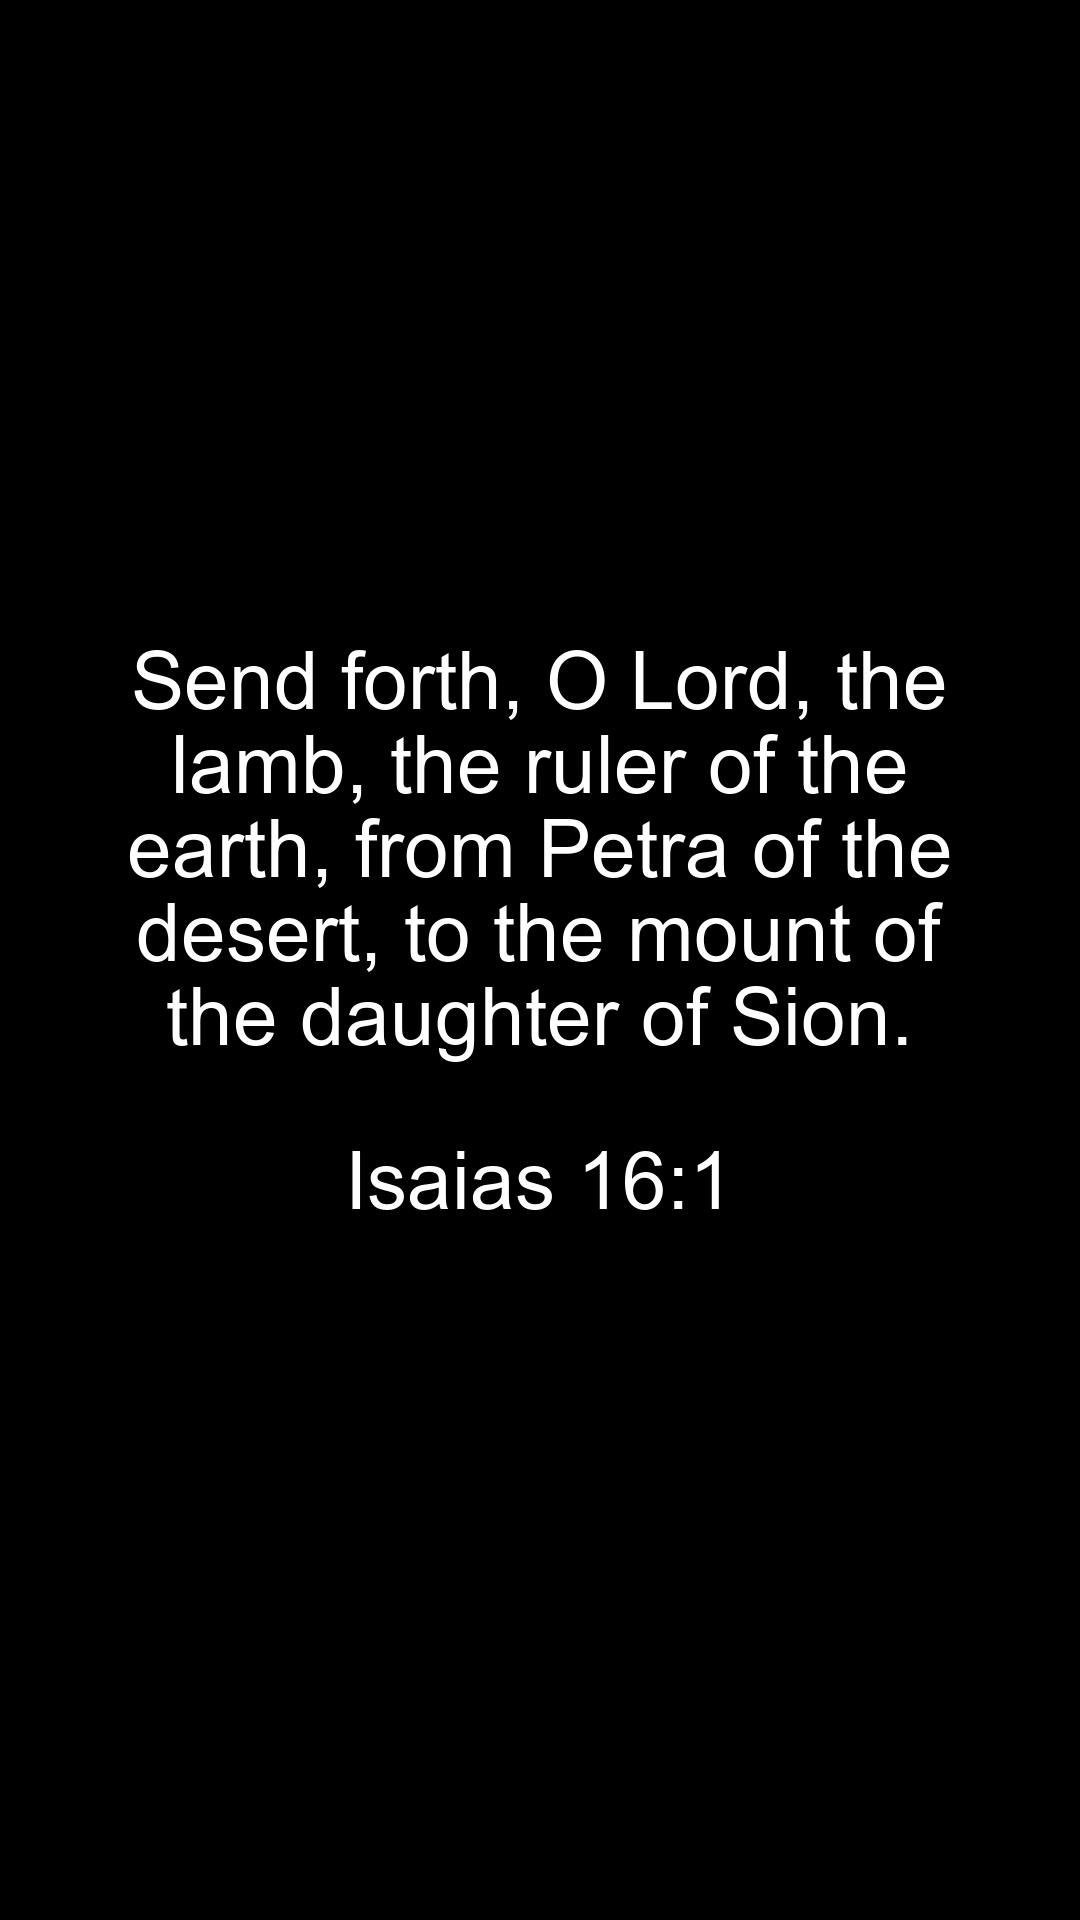 Send forth, O Lord, the
lamb, the ruler of the
earth, from Petra of the
desert, to the mount of
the daughter of Sion.
Isaias 16:1